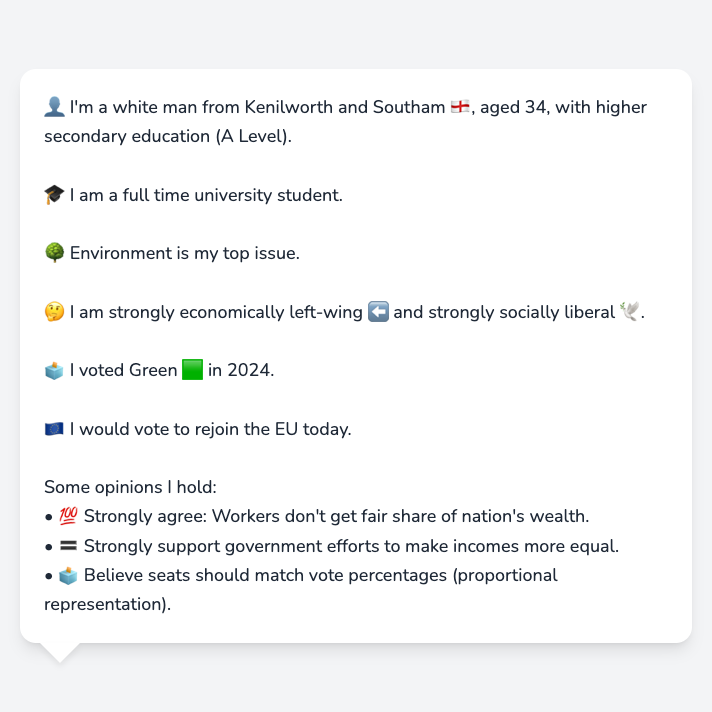 👤 I'm a white man from Kenilworth and Southam 🏴󠁧󠁢󠁥󠁮󠁧󠁿, aged 34, with higher
secondary education (A Level).
🎓 I am a full time university student.
🌳 Environment is my top issue.
🤔 I am strongly economically left-wing ⬅️ and strongly socially liberal 🕊️.
🗳️ I voted Green 🟩 in 2024.
🇪🇺 I would vote to rejoin the EU today.
Some opinions I hold:
• 💯 Strongly agree: Workers don't get fair share of nation's wealth.
• 🟰 Strongly support government efforts to make incomes more equal.
• 🗳️ Believe seats should match vote percentages (proportional
representation).